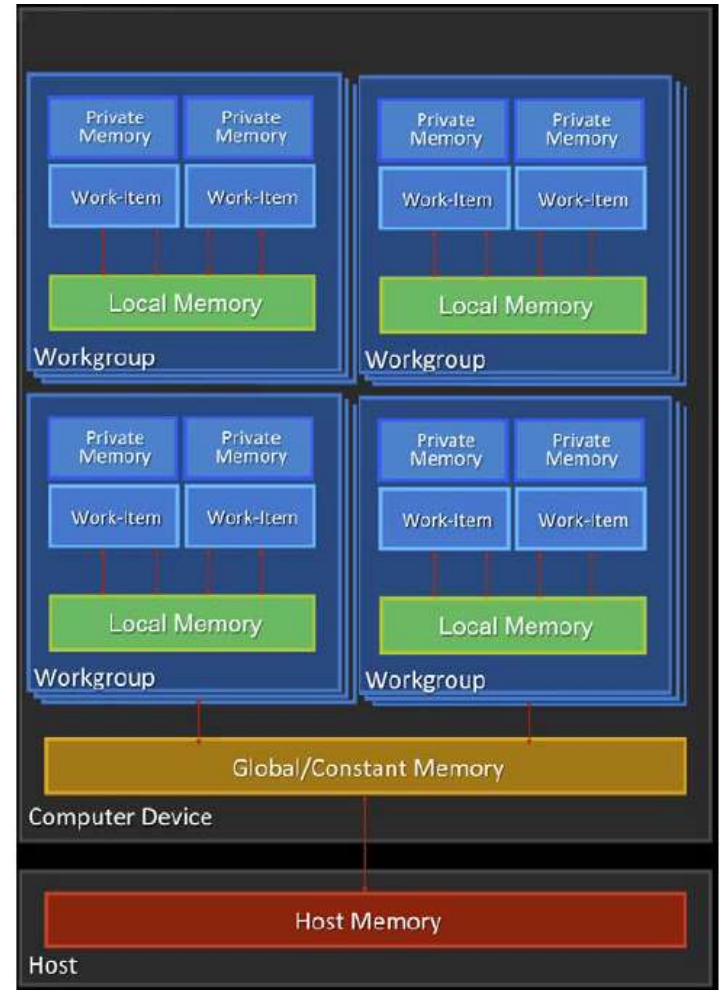 Private Memory
Private Memory
Work-Item
Work-Item
Local Memory
Workgroup
Private Memory
Private Memory
Work-Item
Work-Item
Local Memory
Workgroup
Private Memory
Private Memory
Work-Item
Work-Item
Local Memory
Workgroup
Private Memory
Private Memory
Work-Item
Work-Item
Local Memory
Workgroup
Global/Constant Memory
Computer Device
Host Memory
Host